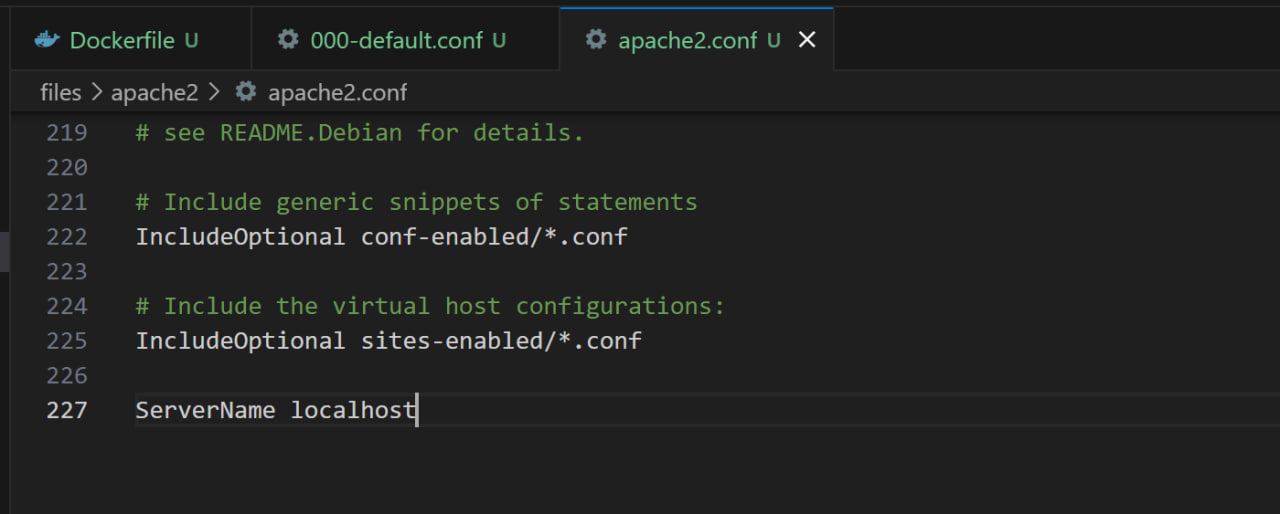 Dockerfile U 000-default.conf U apache2.conf U
files > apache2 > apache2.conf
219 # see README.Debian for details.
220
221 # Include generic snippets of statements
222 IncludeOptional conf-enabled/*.conf
223
224 # Include the virtual host configurations:
225 IncludeOptional sites-enabled/*.conf
226
227 ServerName localhost